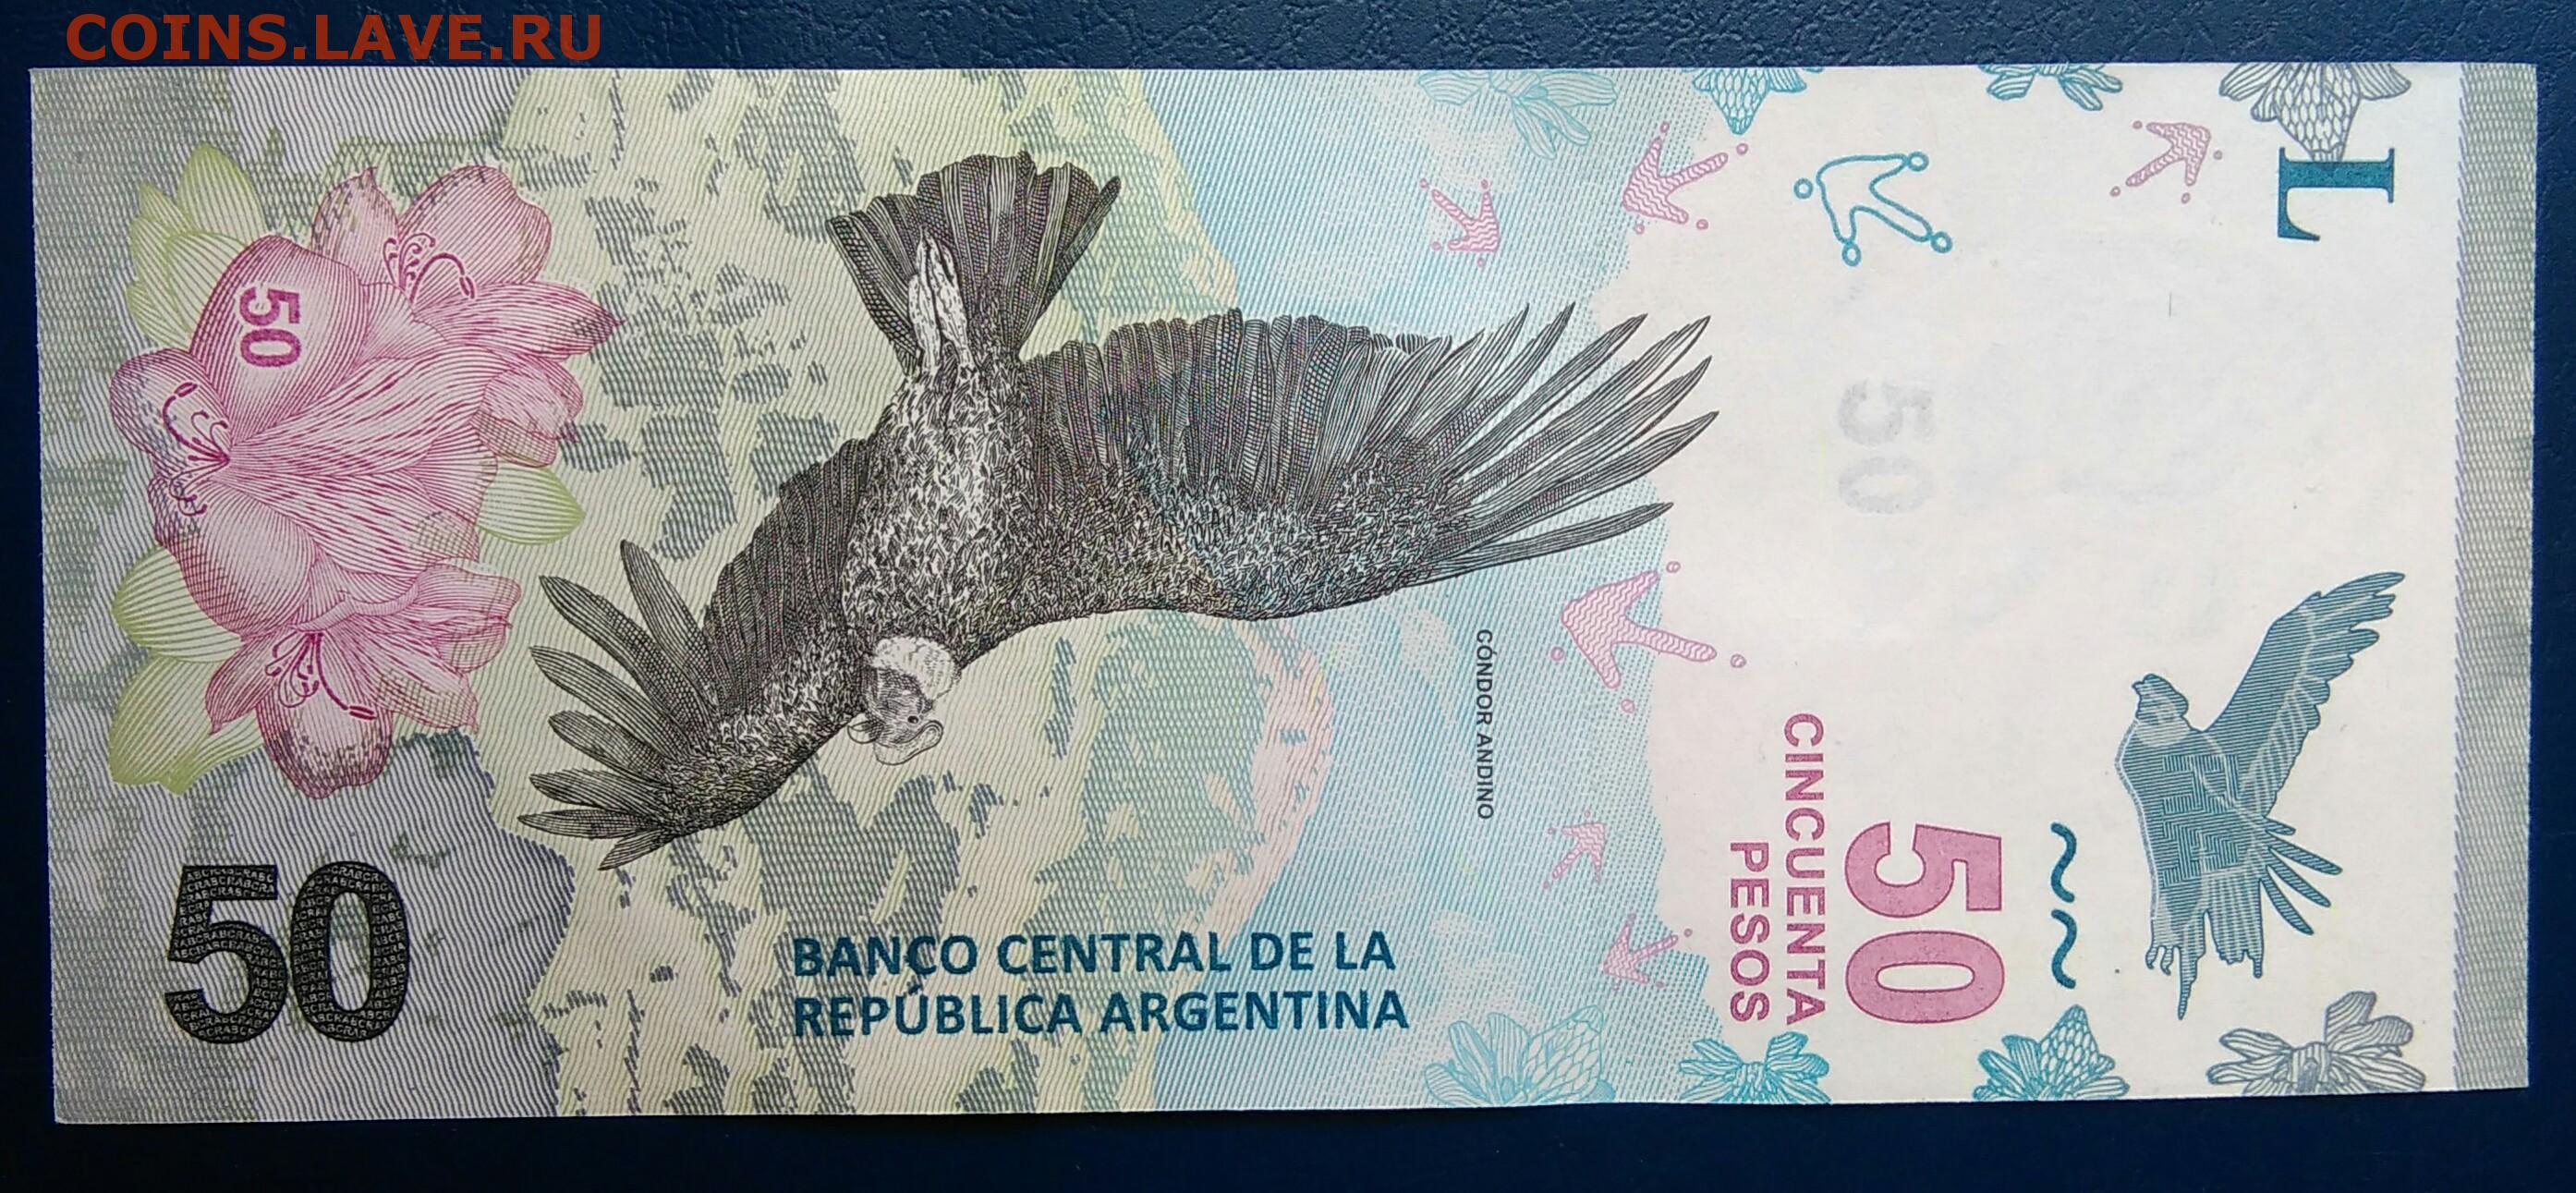 COINS.LAVE.RU
L
50
50
CÓNDOR ANDINO
CINCUENTA
PESOS
50
50
BANCO CENTRAL DE LA
REPÚBLICA ARGENTINA